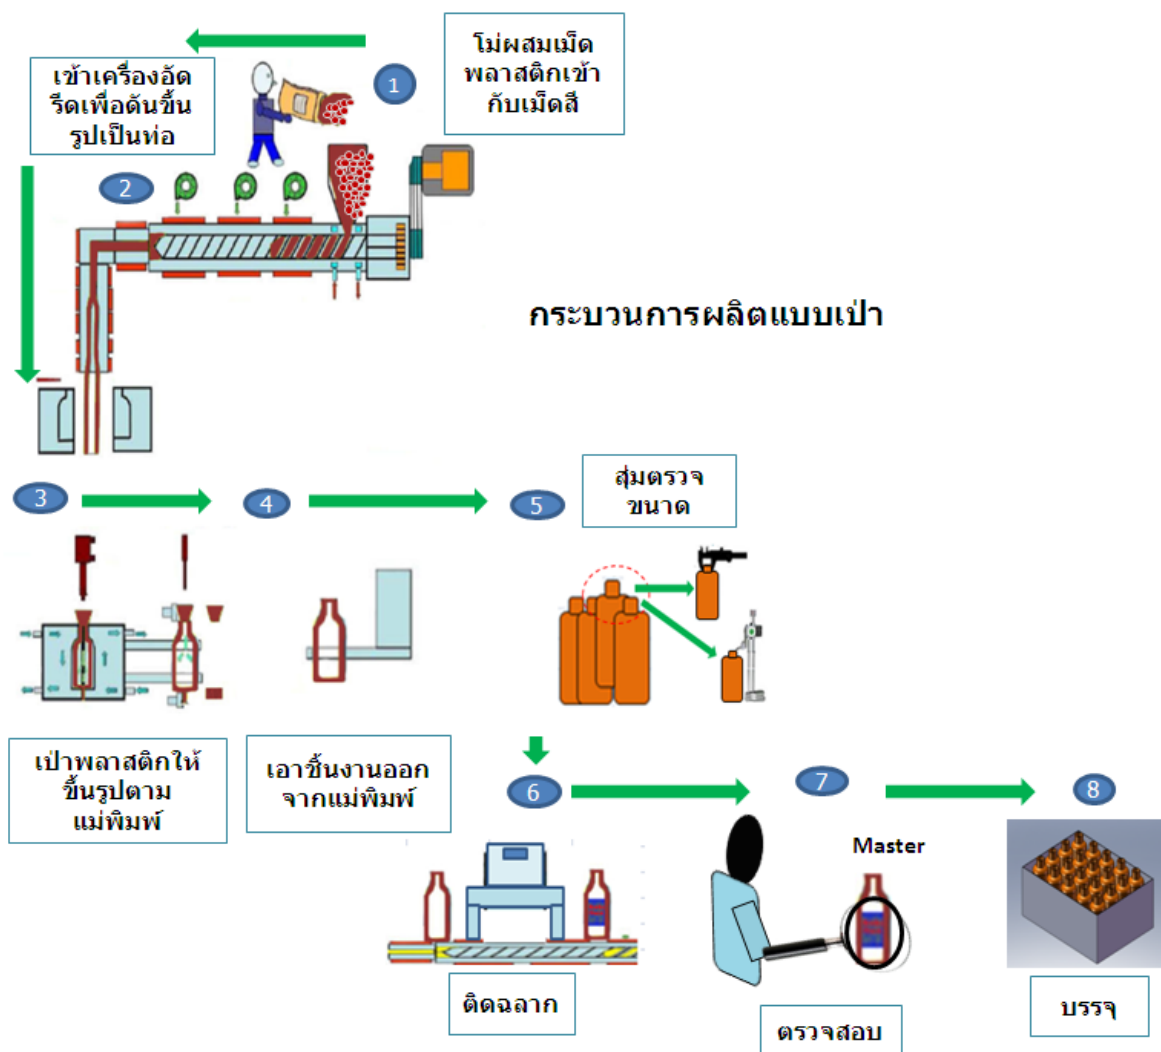 1
โม่ผสมเม็ด
พลาสติกเข้า
กับเม็ดสี
เข้าเครื่องอัด
รีดเพื่อดันขึ้น
รูปเป็นท่อ
2
กระบวนการผลิตแบบเป่า
3
เป่าพลาสติกให้
ขึ้นรูปตาม
แม่พิมพ์
4
เอาชิ้นงานออก
จากแม่พิมพ์
5
สุ่มตรวจ
ขนาด
6
ติดฉลาก
7
Master
ตรวจสอบ
8
บรรจุ